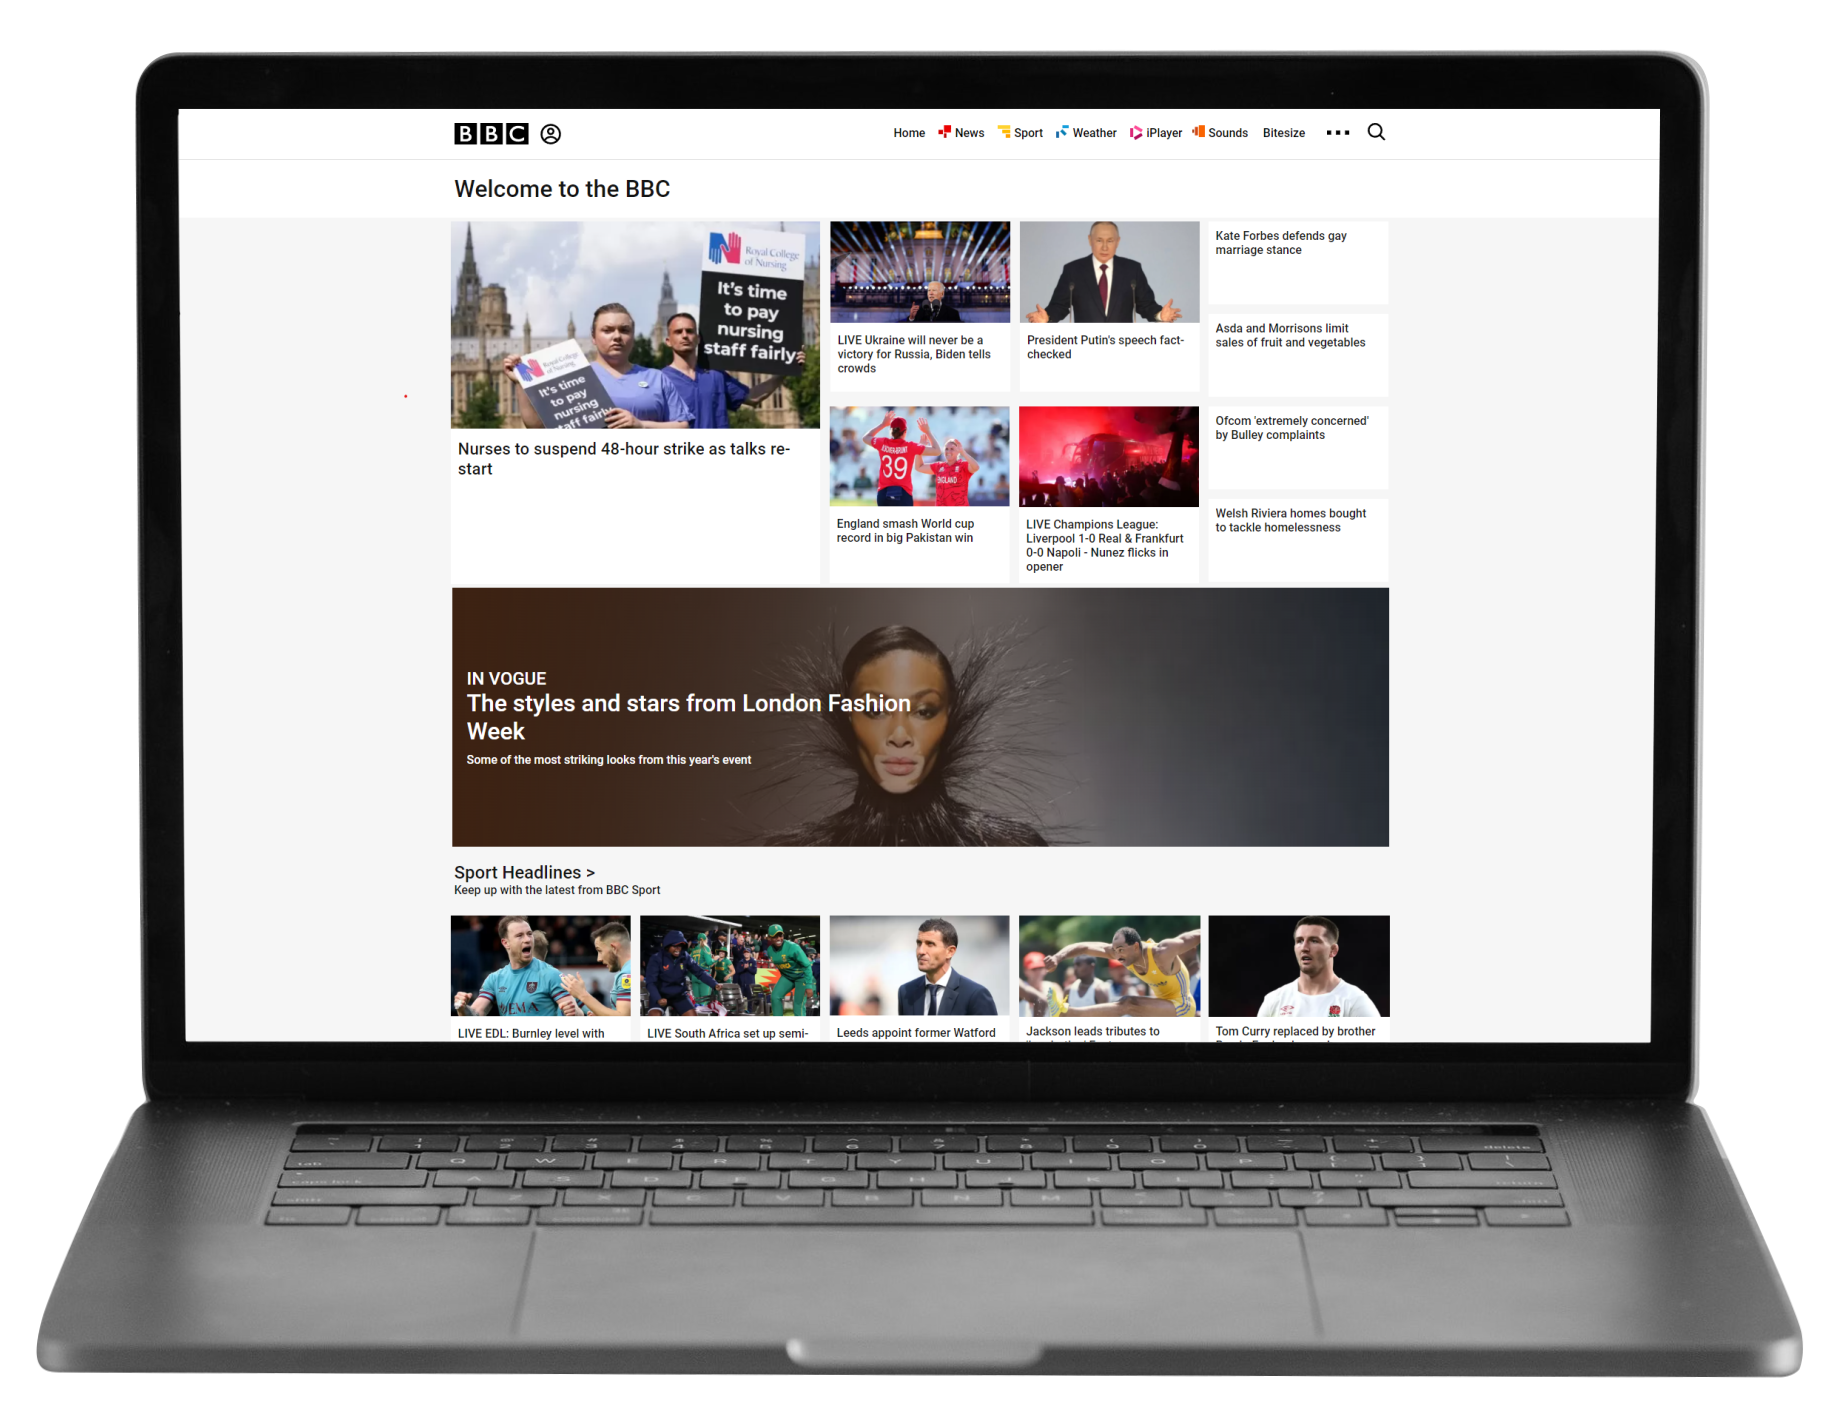 BBC
Home News Sport Weather iPlayer Sounds Bitesize
Welcome to the BBC
Royal College
of Nursing
It's time
to pay
nursing
staff fairly
Royal College
of Nursing
It's time
to pay
nursing
staff fairly
Nurses to suspend 48-hour strike as talks re-
start
LIVE Ukraine will never be a
victory for Russia, Biden tells
crowds
President Putin's speech fact-
checked
Kate Forbes defends gay
marriage stance
Asda and Morrisons limit
sales of fruit and vegetables
Ofcom 'extremely concerned'
by Bulley complaints
Welsh Riviera homes bought
to tackle homelessness
39
ENGLAND
England smash World cup
record in big Pakistan win
LIVE Champions League:
Liverpool 1-0 Real & Frankfurt
0-0 Napoli - Nunez flicks in
opener
IN VOGUE
The styles and stars from London Fashion
Week
Some of the most striking looks from this year's event
Sport Headlines >
Keep up with the latest from BBC Sport
LIVE EDL: Burnley level with
LIVE South Africa set up semi-
Leeds appoint former Watford
Jackson leads tributes to
Tom Curry replaced by brother
delete
tab Q W E R T Y U I O P
caps lock A S D F G H J K L return
shift Z X C V B N M shift